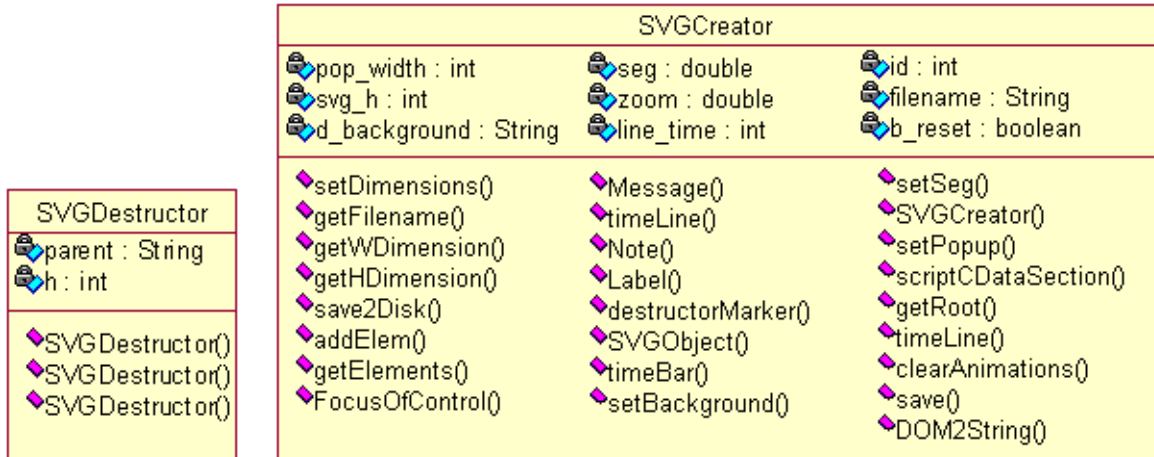 SVGCreator
pop_width : int
svg_h : int
d_background : String
seg : double
zoom : double
line_time : int
id : int
filename : String
b_reset : boolean
setDimensions()
getFilename()
getWDimension()
getHDimension()
save2Disk()
addElem()
getElements()
FocusOfControl()
Message()
timeLine()
Note()
Label()
destructorMarker()
SVGObject()
timeBar()
setBackground()
setSeg()
SVGCreator()
setPopup()
scriptCDataSection()
getRoot()
timeLine()
clearAnimations()
save()
DOM2String()
SVGDestructor
parent : String
h : int
SVGDestructor()
SVGDestructor()
SVGDestructor()